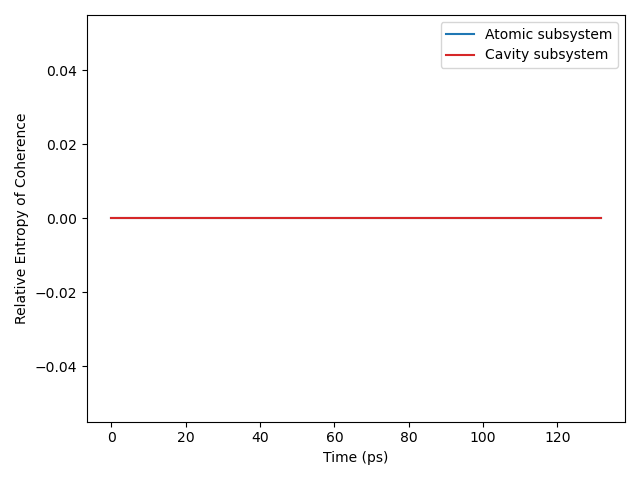 Atomic subsystem
Cavity subsystem
0.04
0.02
0.00
−0.02
−0.04
Relative Entropy of Coherence
0 20 40 60 80 100 120
Time (ps)